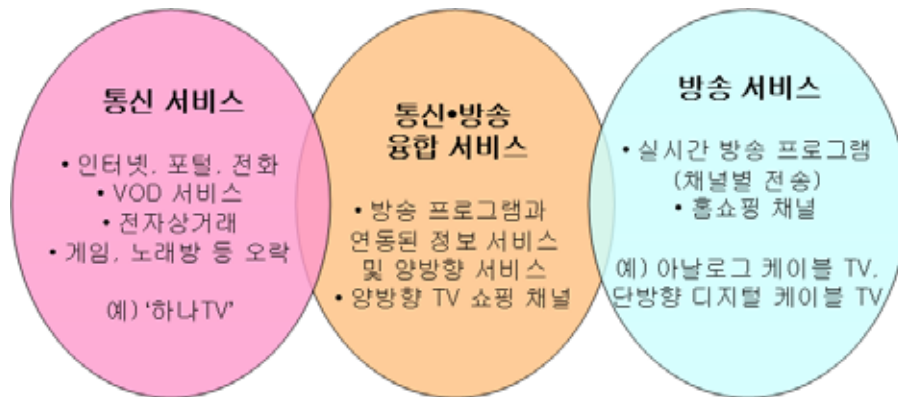 통신 서비스
• 인터넷, 포털, 전화
• VOD 서비스
• 전자상거래
• 게임, 노래방 등 오락
예) '하나TV'
통신•방송
융합 서비스
• 방송 프로그램과
연동된 정보 서비스
및 양방향 서비스
• 양방향 TV 쇼핑 채널
방송 서비스
• 실시간 방송 프로그램
(채널별 전송)
• 홈쇼핑 채널
예) 아날로그 케이블 TV,
단방향 디지털 케이블 TV